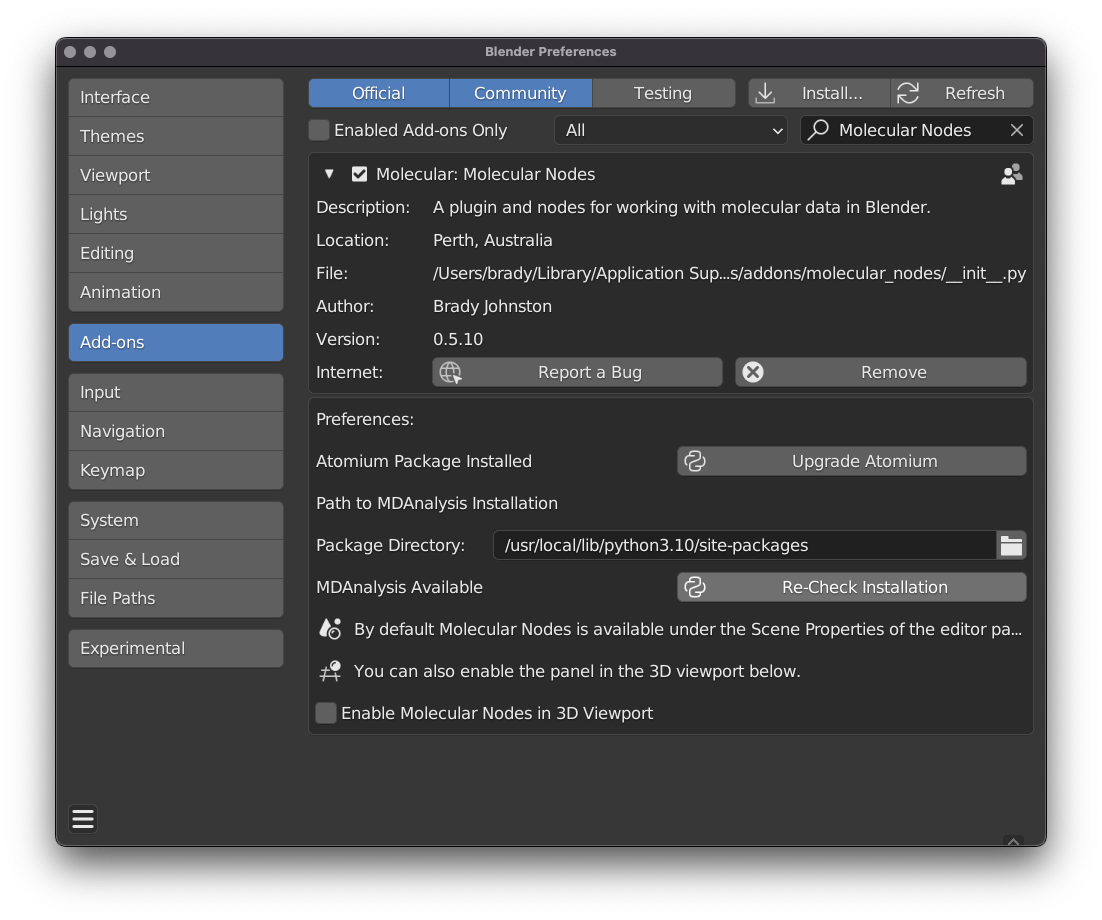 Blender Preferences
Interface
Themes
Viewport
Lights
Editing
Animation
Add-ons
Input
Navigation
Keymap
System
Save & Load
File Paths
Experimental
Official Community Testing Install... Refresh
Enabled Add-ons Only All Molecular Nodes
Molecular: Molecular Nodes
Description: A plugin and nodes for working with molecular data in Blender.
Location: Perth, Australia
File: /Users/brady/Library/Application Sup...s/addons/molecular_nodes/__init__.py
Author: Brady Johnston
Version: 0.5.10
Internet: Report a Bug Remove
Preferences:
Atomium Package Installed Upgrade Atomium
Path to MDAnalysis Installation
Package Directory: /usr/local/lib/python3.10/site-packages
MDAnalysis Available Re-Check Installation
By default Molecular Nodes is available under the Scene Properties of the editor pa...
You can also enable the panel in the 3D viewport below.
Enable Molecular Nodes in 3D Viewport